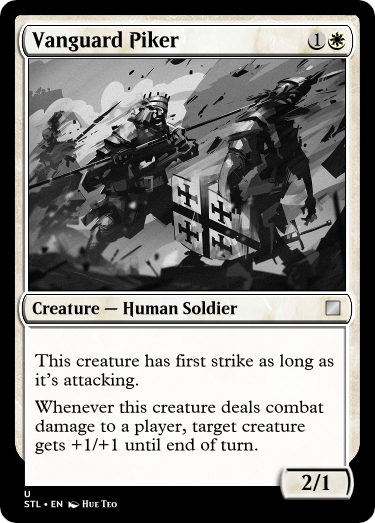 Vanguard Piker 1
Creature — Human Soldier
This creature has first strike as long as
it's attacking.
Whenever this creature deals combat
damage to a player, target creature
gets +1/+1 until end of turn.
2/1
U
STL • EN Hue Teo